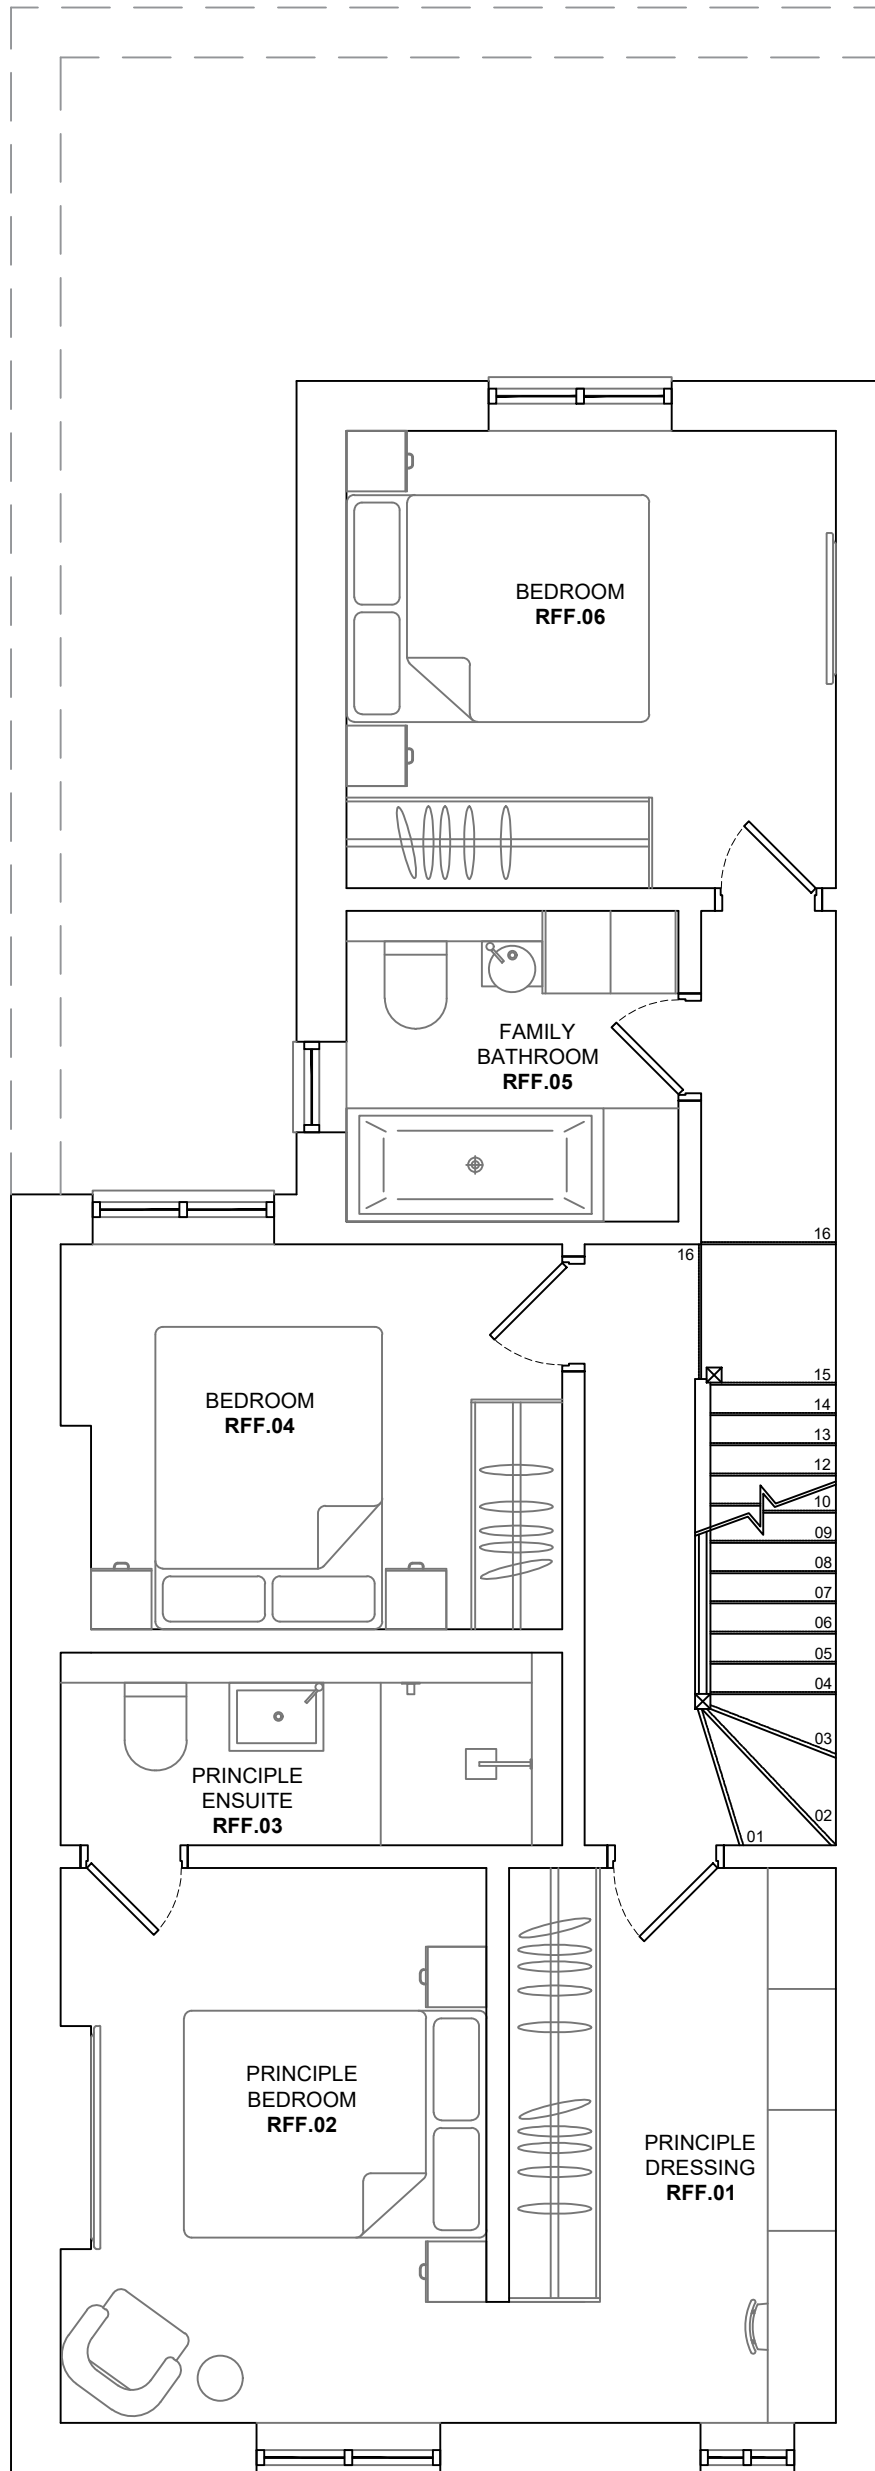 BEDROOM
RFF.06
FAMILY
BATHROOM
RFF.05
16
16
15
14
13
12
10
09
08
07
06
05
04
03
02
01
BEDROOM
RFF.04
PRINCIPLE
ENSUITE
RFF.03
PRINCIPLE
BEDROOM
RFF.02
PRINCIPLE
DRESSING
RFF.01